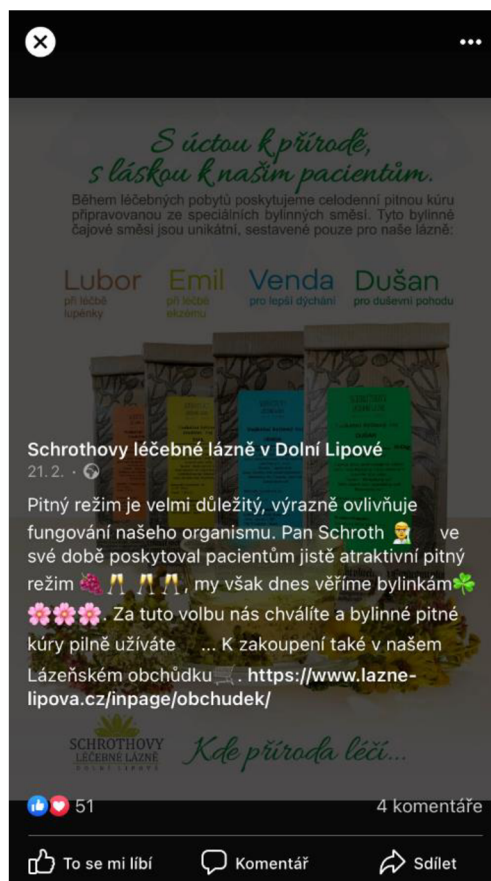 S úctou k přírodě,
s láskou k našim pacientům.
Během léčebných pobytů poskytujeme celodenní pitnou kúru
připravovanou ze speciálních bylinných směsí. Tyto bylinné
čajové směsi jsou unikátní, sestavené pouze pro naše lázně:
Lubor Emil Venda Dušan
při léčbě při léčbě pro lepší dýchání pro duševní pohodu
lupénky ekzému
Schrothovy léčebné lázně v Dolní Lipové
21. 2. ·
Pitný režim je velmi důležitý, výrazně ovlivňuje
fungování našeho organismu. Pan Schroth 👨‍⚕️ ve
své době poskytoval pacientům jistě atraktivní pitný
režim 🍇🥂 🥂🥂, my však dnes věříme bylinkám☘️
🌸🌸🌸. Za tuto volbu nás chválíte a bylinné pitné
kúry pilně užíváte ... K zakoupení také v našem
Lázeňském obchůdku🛒. https://www.lazne-
lipova.cz/inpage/obchudek/
SCHROTHOVY
LÉČEBNÉ LÁZNĚ
DOLNÍ LIPOVÁ
Kde příroda léčí...
51 4 komentáře
To se mi líbí Komentář Sdílet